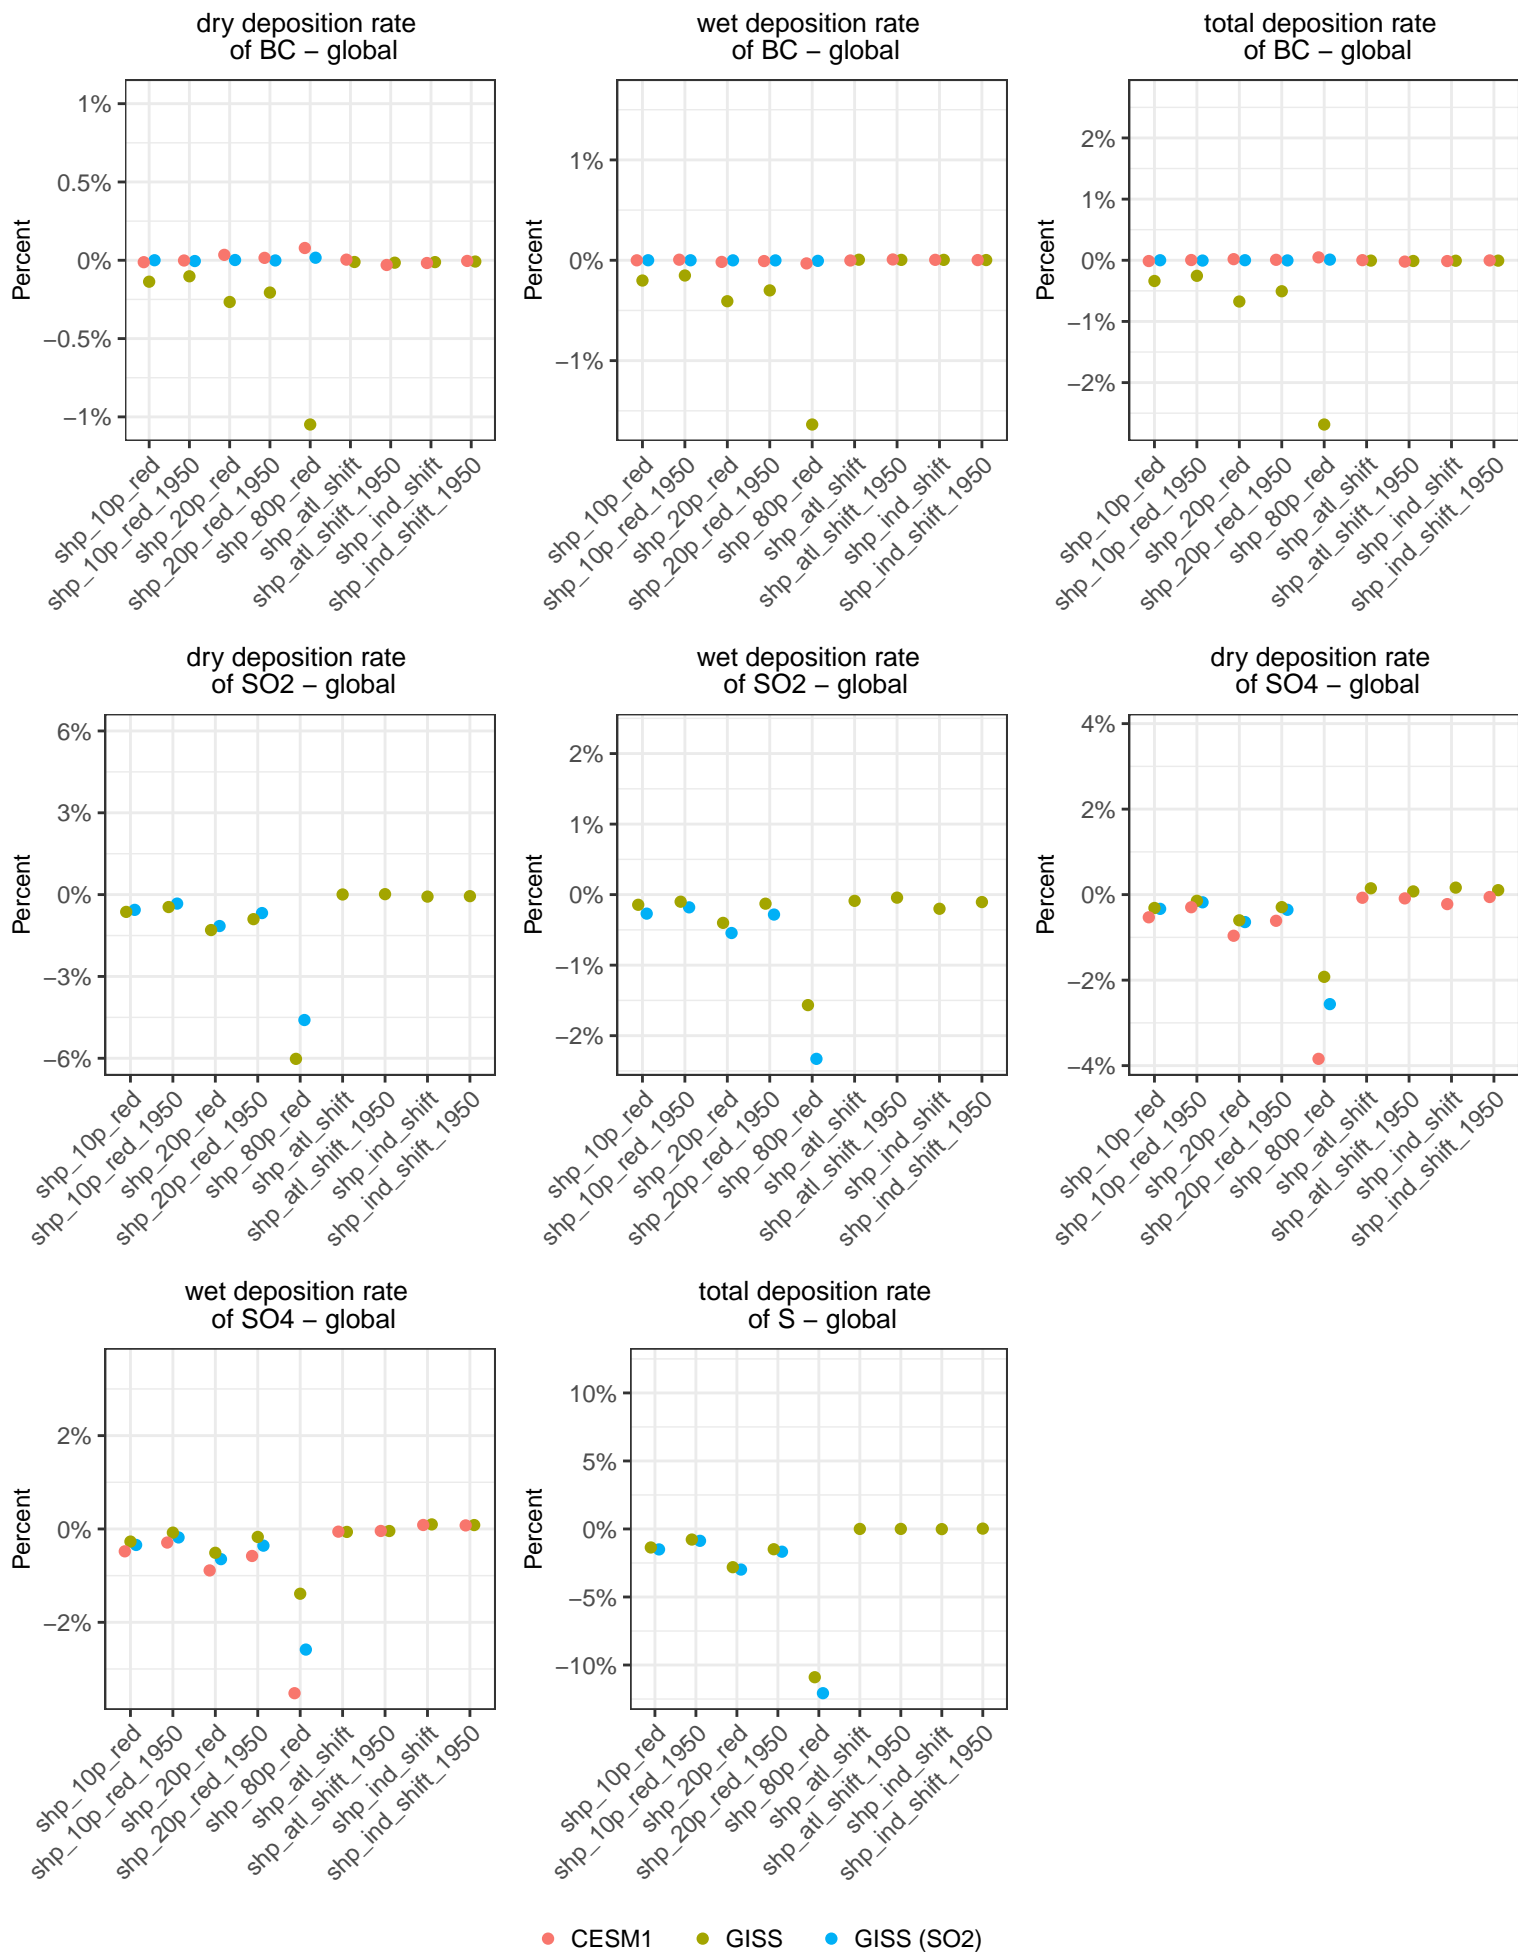 dry deposition rate
of BC − global
Percent
1%
0.5%
0%
−0.5%
−1%
shp_10p_red
shp_10p_red_1950
shp_20p_red
shp_20p_red_1950
shp_80p_red
shp_atl_shift
shp_atl_shift_1950
shp_ind_shift
shp_ind_shift_1950
wet deposition rate
of BC − global
Percent
1%
0%
−1%
shp_10p_red
shp_10p_red_1950
shp_20p_red
shp_20p_red_1950
shp_80p_red
shp_atl_shift
shp_atl_shift_1950
shp_ind_shift
shp_ind_shift_1950
total deposition rate
of BC − global
Percent
2%
1%
0%
−1%
−2%
shp_10p_red
shp_10p_red_1950
shp_20p_red
shp_20p_red_1950
shp_80p_red
shp_atl_shift
shp_atl_shift_1950
shp_ind_shift
shp_ind_shift_1950
dry deposition rate
of SO2 − global
Percent
6%
3%
0%
−3%
−6%
shp_10p_red
shp_10p_red_1950
shp_20p_red
shp_20p_red_1950
shp_80p_red
shp_atl_shift
shp_atl_shift_1950
shp_ind_shift
shp_ind_shift_1950
wet deposition rate
of SO2 − global
Percent
2%
1%
0%
−1%
−2%
shp_10p_red
shp_10p_red_1950
shp_20p_red
shp_20p_red_1950
shp_80p_red
shp_atl_shift
shp_atl_shift_1950
shp_ind_shift
shp_ind_shift_1950
dry deposition rate
of SO4 − global
Percent
4%
2%
0%
−2%
−4%
shp_10p_red
shp_10p_red_1950
shp_20p_red
shp_20p_red_1950
shp_80p_red
shp_atl_shift
shp_atl_shift_1950
shp_ind_shift
shp_ind_shift_1950
wet deposition rate
of SO4 − global
Percent
2%
0%
−2%
shp_10p_red
shp_10p_red_1950
shp_20p_red
shp_20p_red_1950
shp_80p_red
shp_atl_shift
shp_atl_shift_1950
shp_ind_shift
shp_ind_shift_1950
total deposition rate
of S − global
Percent
10%
5%
0%
−5%
−10%
shp_10p_red
shp_10p_red_1950
shp_20p_red
shp_20p_red_1950
shp_80p_red
shp_atl_shift
shp_atl_shift_1950
shp_ind_shift
shp_ind_shift_1950
CESM1
GISS
GISS (SO2)